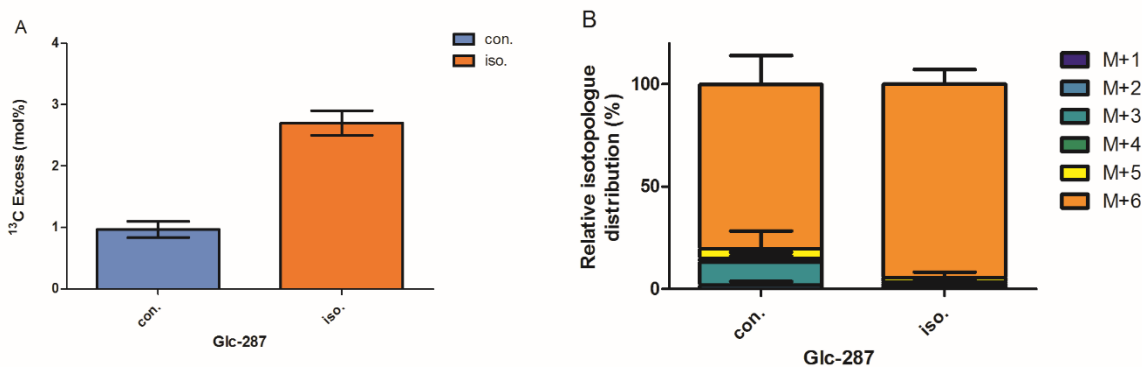 A
¹³C Excess (mol%)
4
3
2
1
0
con.
iso.
Glc-287
con.
iso.
B
Relative isotopologue
distribution (%)
100
50
0
con.
iso.
Glc-287
M+1
M+2
M+3
M+4
M+5
M+6